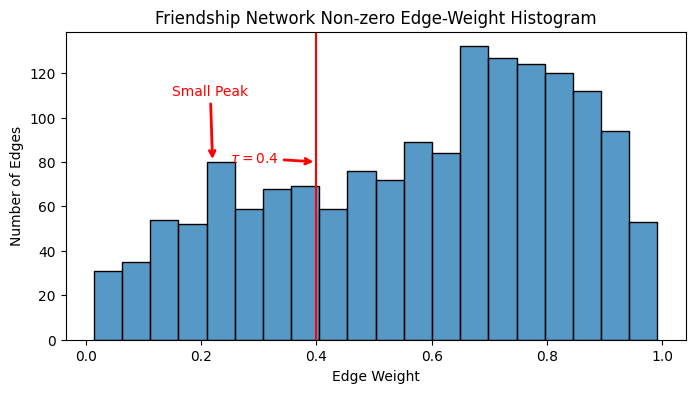 Friendship Network Non-zero Edge-Weight Histogram
Number of Edges
120
100
80
60
40
20
0
Small Peak
τ = 0.4
0.0 0.2 0.4 0.6 0.8 1.0
Edge Weight